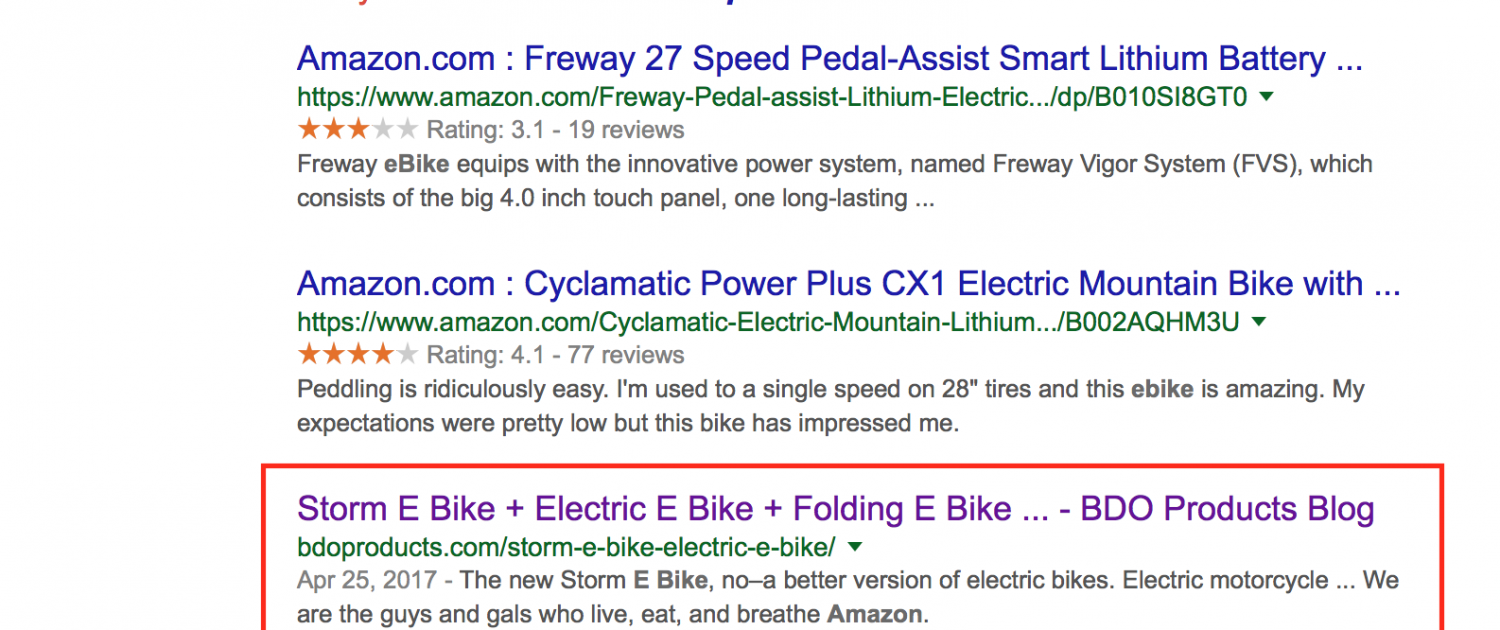 Amazon.com : Freway 27 Speed Pedal-Assist Smart Lithium Battery ...
https://www.amazon.com/Freway-Pedal-assist-Lithium-Electric.../dp/B010SI8GT0
Rating: 3.1 - 19 reviews
Freway eBike equips with the innovative power system, named Freway Vigor System (FVS), which
consists of the big 4.0 inch touch panel, one long-lasting ...
Amazon.com : Cyclamatic Power Plus CX1 Electric Mountain Bike with ...
https://www.amazon.com/Cyclamatic-Electric-Mountain-Lithium.../B002AQHM3U
Rating: 4.1 - 77 reviews
Peddling is ridiculously easy. I'm used to a single speed on 28" tires and this ebike is amazing. My
expectations were pretty low but this bike has impressed me.
Storm E Bike + Electric E Bike + Folding E Bike ... - BDO Products Blog
bdoproducts.com/storm-e-bike-electric-e-bike/
Apr 25, 2017 - The new Storm E Bike, no–a better version of electric bikes. Electric motorcycle ... We
are the guys and gals who live, eat, and breathe Amazon.